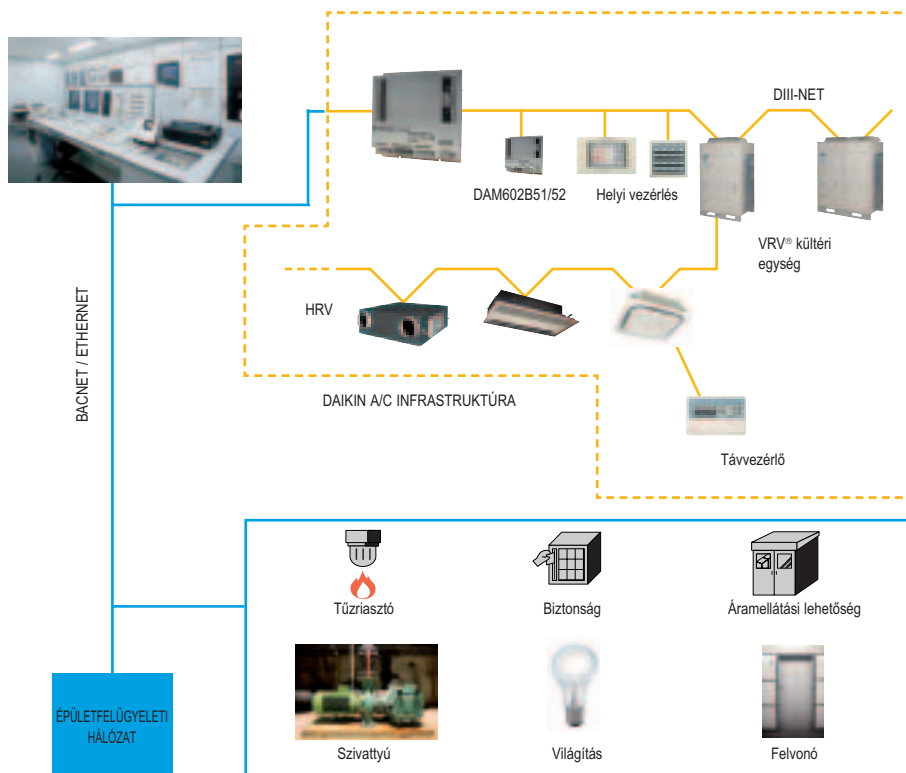 DIII-NET
DAM602B51/52
Helyi vezérlés
VRV® kültéri
egység
HRV
BACNET / ETHERNET
DAIKIN A/C INFRASTRUKTÚRA
Távvezérlő
Tűzriasztó
Biztonság
Áramellátási lehetőség
ÉPÜLETFELÜGYELETI
HÁLÓZAT
Szivattyú
Világítás
Felvonó